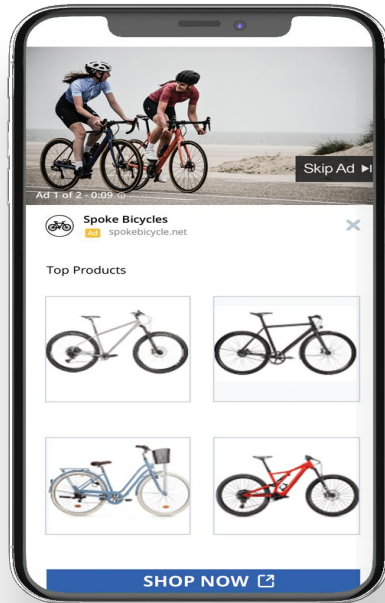 Skip Ad
Ad 1 of 2 - 0:09
Spoke Bicycles
Ad spokebicycle.net
Top Products
SHOP NOW